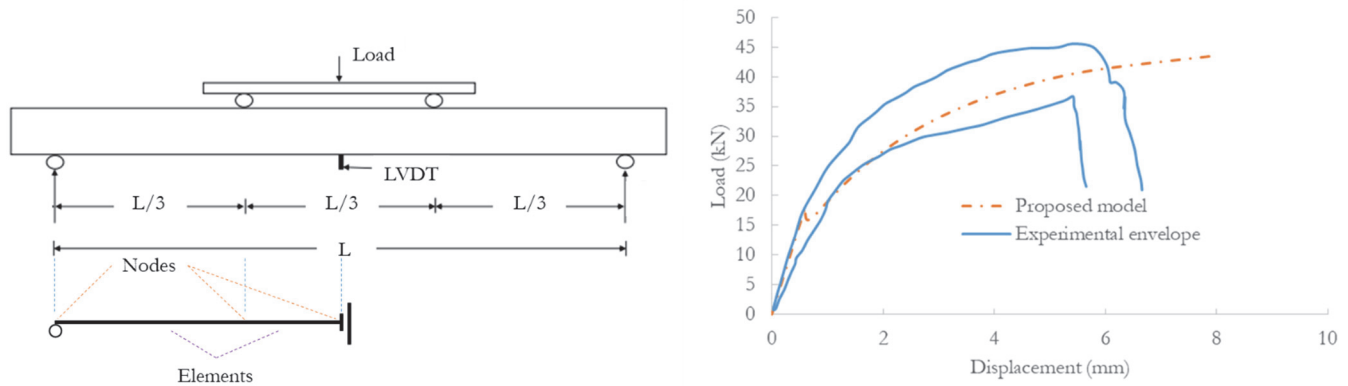 Load
LVDT
L/3 L/3 L/3
L
Nodes
Elements
50
45
40
35
30
25
20
15
10
5
0
Load (kN)
Proposed model
Experimental envelope
0 2 4 6 8 10
Displacement (mm)